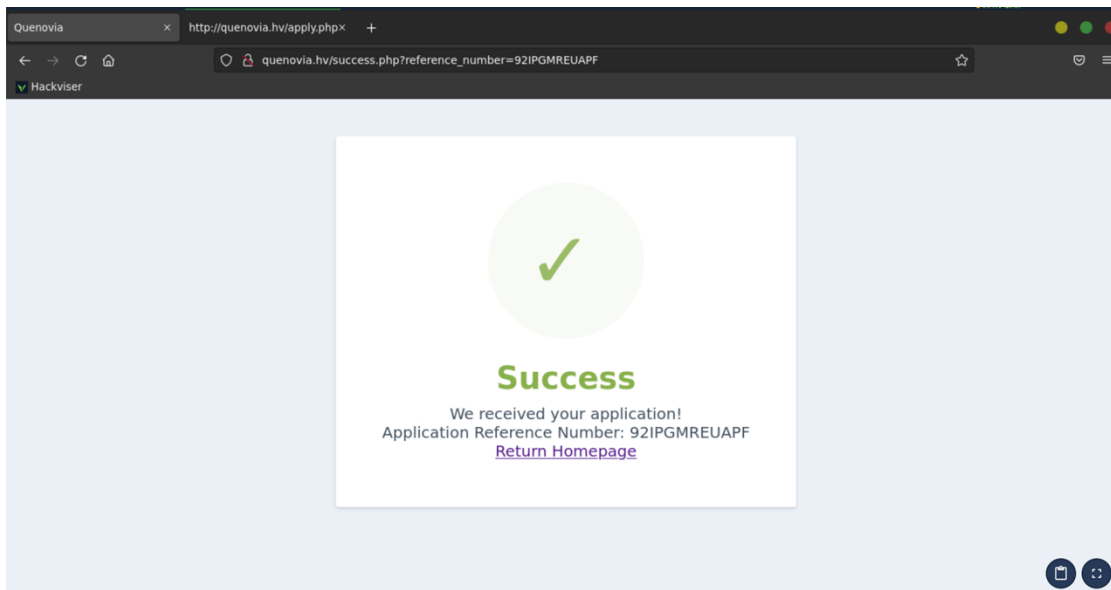 Quenovia × http://quenovia.hv/apply.php× +
quenovia.hv/success.php?reference_number=92IPGMREUAPF
Hackviser
✓
Success
We received your application!
Application Reference Number: 92IPGMREUAPF
Return Homepage